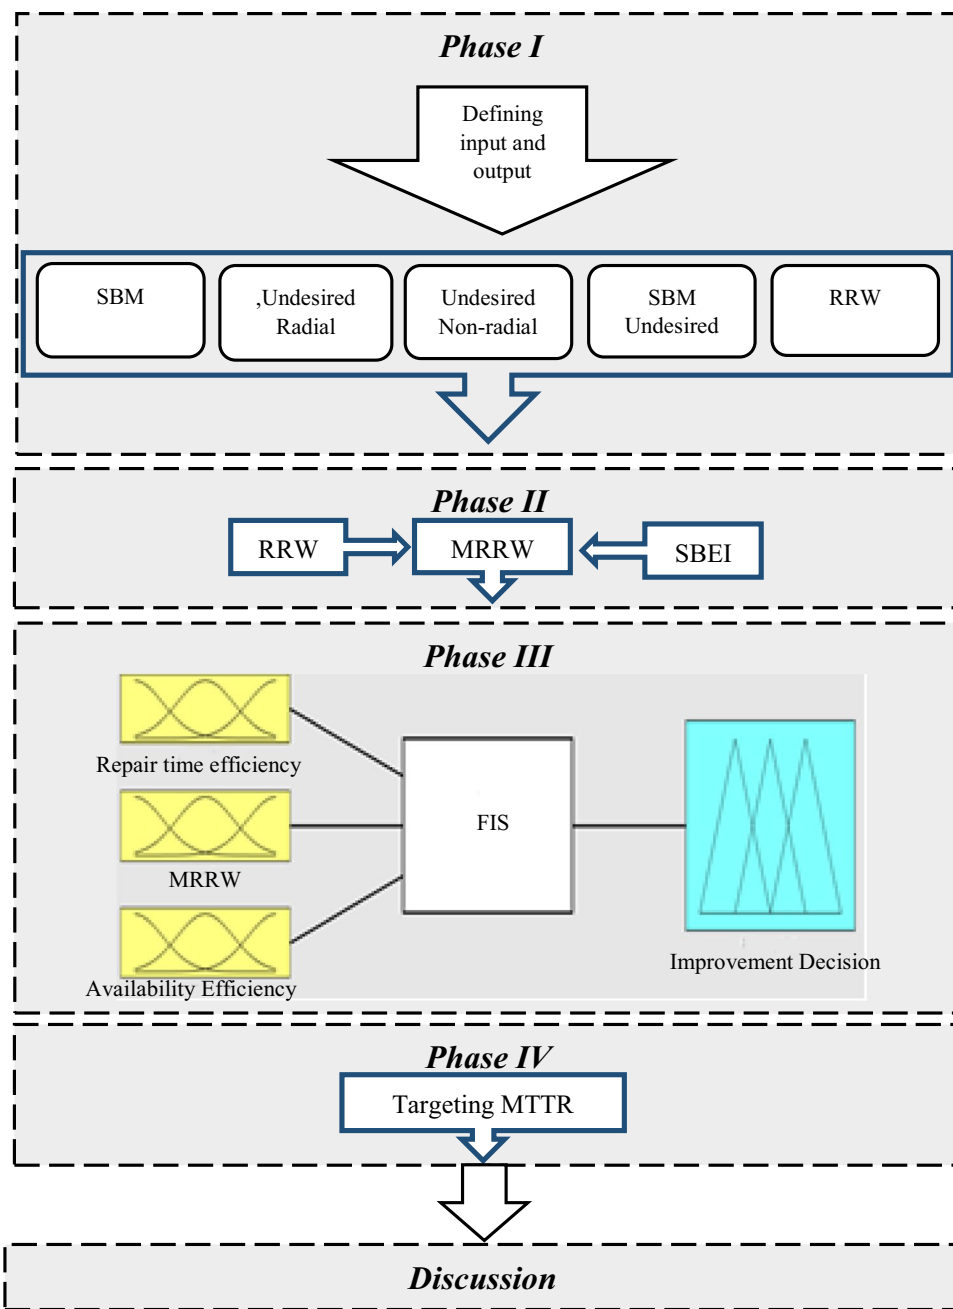 Phase I
Defining
input and
output
SBM
,Undesired
Radial
Undesired
Non-radial
SBM
Undesired
RRW
Phase II
RRW
MRRW
SBEI
Phase III
Repair time efficiency
MRRW
Availability Efficiency
FIS
Improvement Decision
Phase IV
Targeting MTTR
Discussion